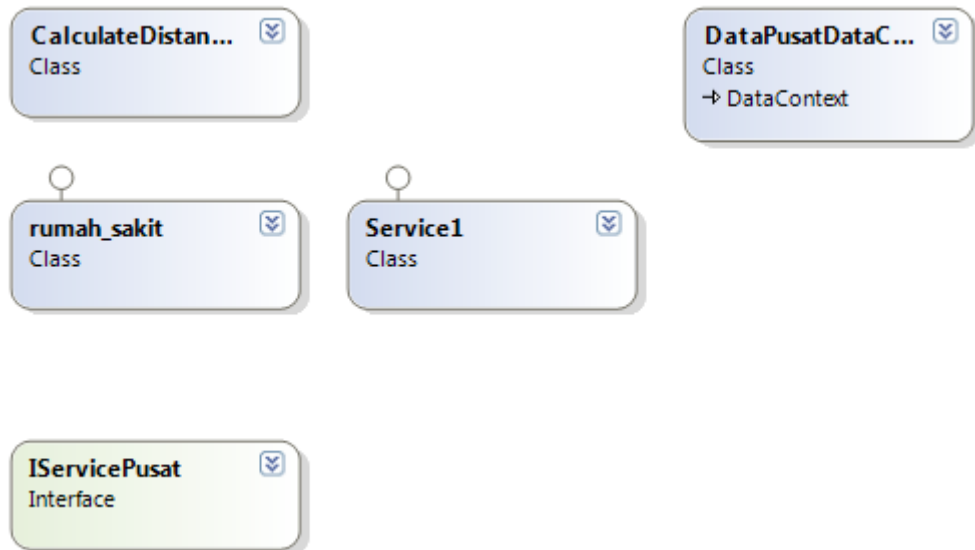 CalculateDistan...
Class
DataPusatDataC...
Class
DataContext
rumah_sakit
Class
Service1
Class
IServicePusat
Interface